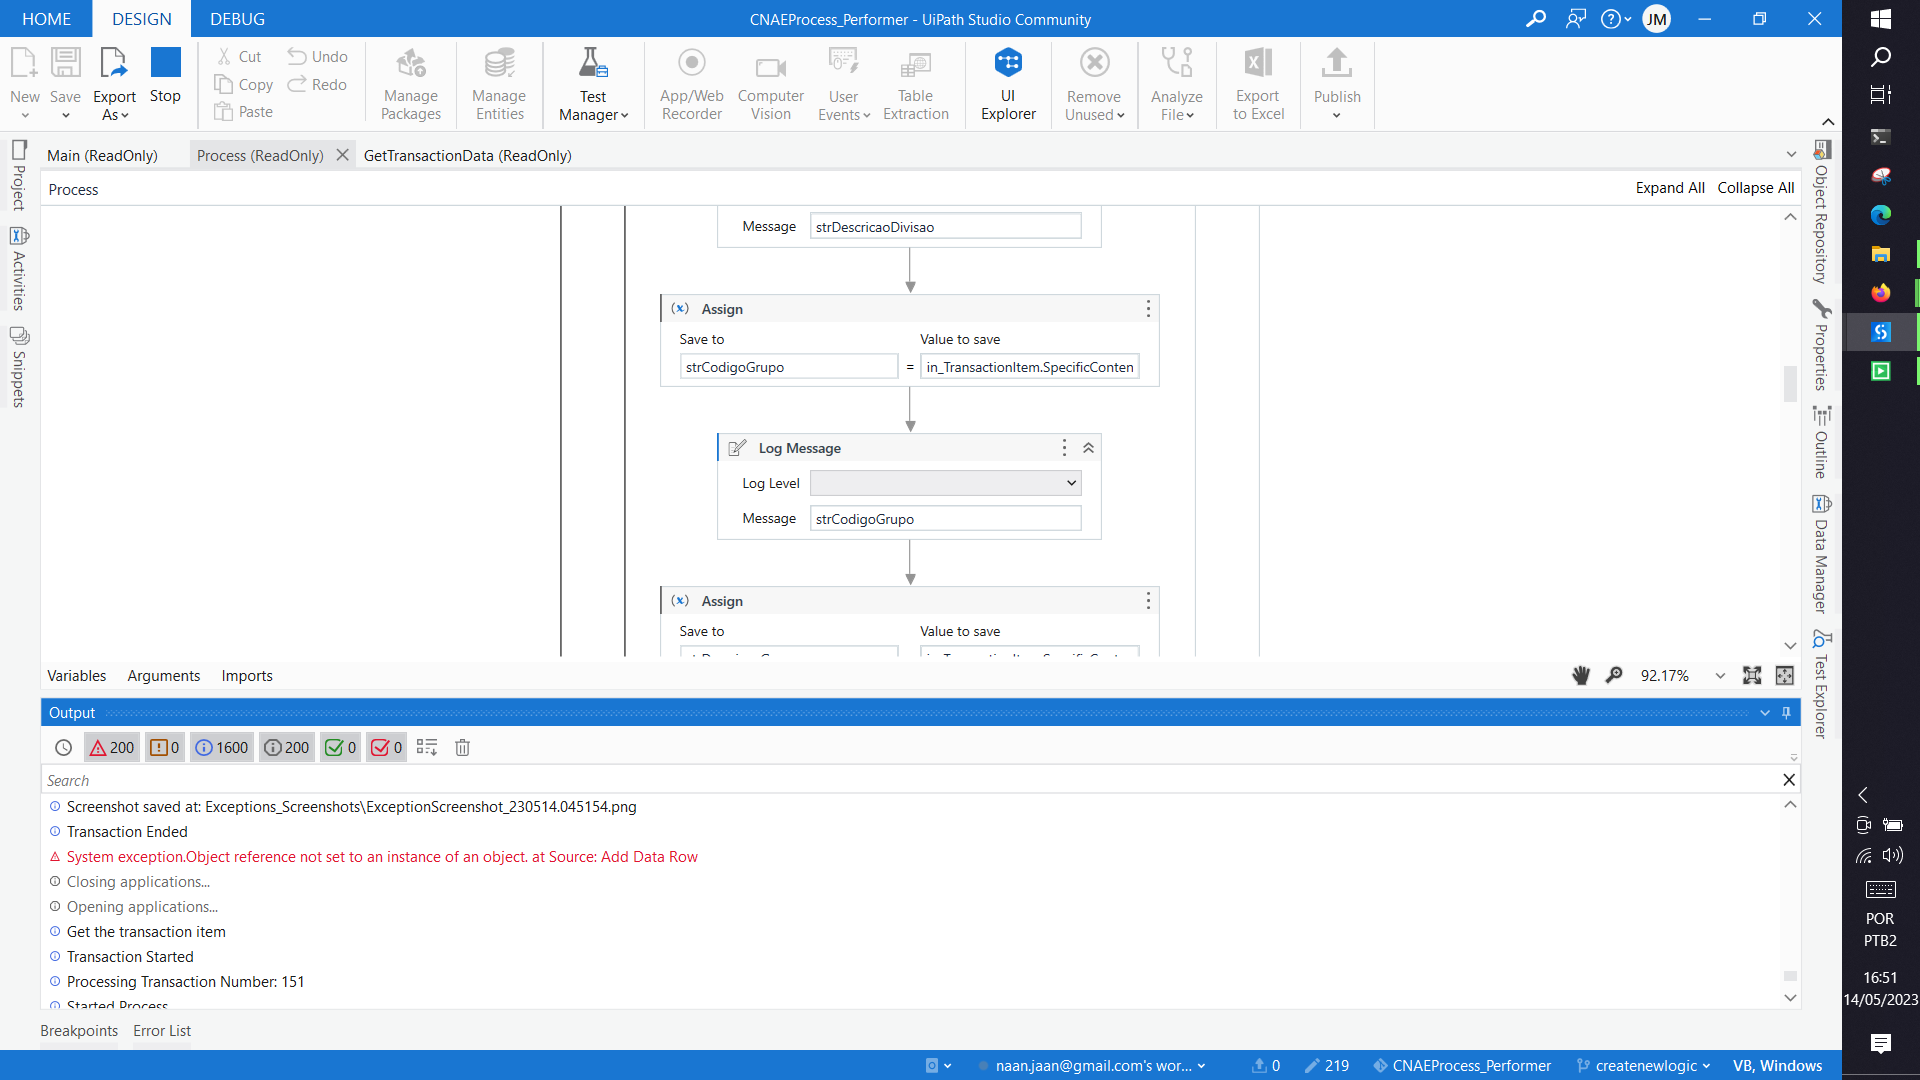 HOME DESIGN DEBUG
CNAEProcess_Performer - UiPath Studio Community
JM
New
Save
Export As
Stop
Cut
Copy
Paste
Undo
Redo
Manage Packages
Manage Entities
Test Manager
App/Web Recorder
Computer Vision
User Events
Table Extraction
UI Explorer
Remove Unused
Analyze File
Export to Excel
Publish
Main (ReadOnly) Process (ReadOnly) GetTransactionData (ReadOnly)
Process
Expand All Collapse All
Project
Activities
Snippets
Message strDescricaoDivisao
Assign
Save to Value to save
strCodigoGrupo = in_TransactionItem.SpecificConten
Log Message
Log Level
Message strCodigoGrupo
Assign
Save to Value to save
Object Repository
Properties
Outline
Data Manager
Test Explorer
Variables Arguments Imports
92.17%
Output
200 0 1600 200 0 0
Search
Screenshot saved at: Exceptions_Screenshots\ExceptionScreenshot_230514.045154.png
Transaction Ended
System exception.Object reference not set to an instance of an object. at Source: Add Data Row
Closing applications...
Opening applications...
Get the transaction item
Transaction Started
Processing Transaction Number: 151
Started Process
Breakpoints Error List
naan.jaan@gmail.com's wor... 0 219 CNAEProcess_Performer createnewlogic VB, Windows
POR
PTB2
16:51
14/05/2023